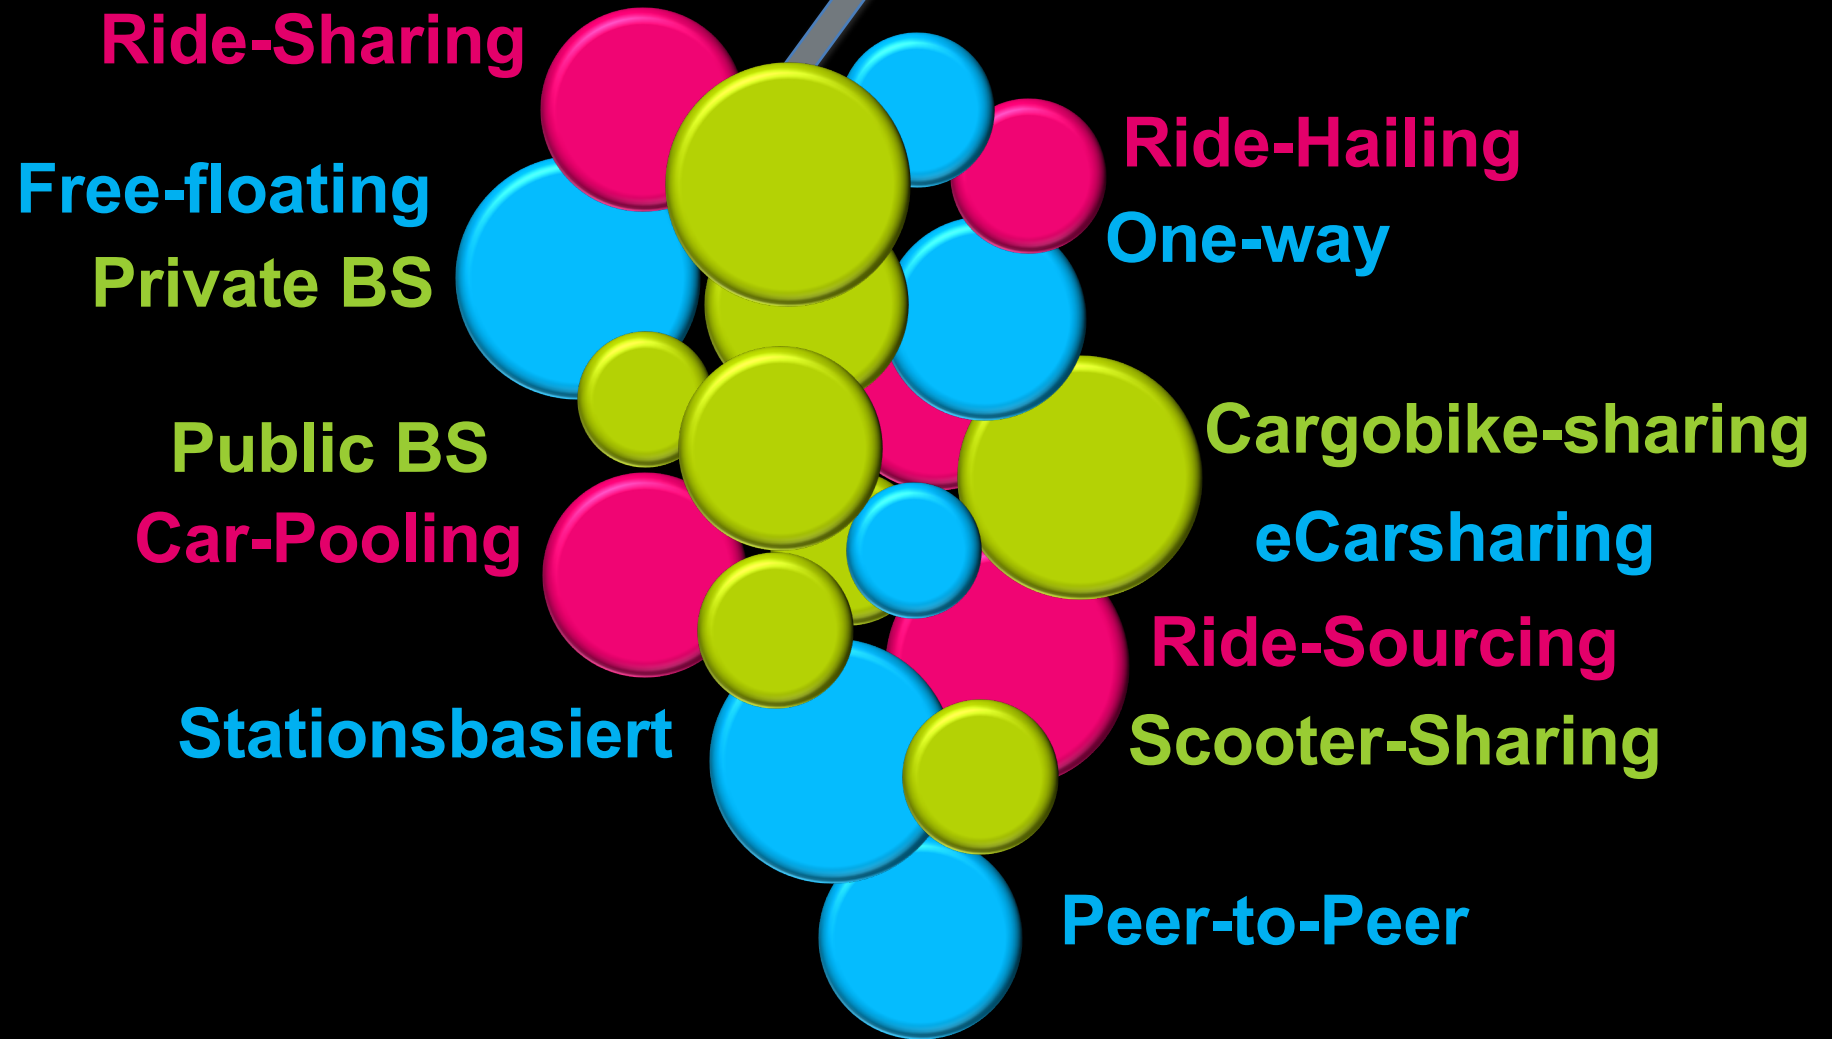 Ride-Sharing
Free-floating
Private BS
Public BS
Car-Pooling
Stationsbasiert
Ride-Hailing
One-way
Cargobike-sharing
eCarsharing
Ride-Sourcing
Scooter-Sharing
Peer-to-Peer